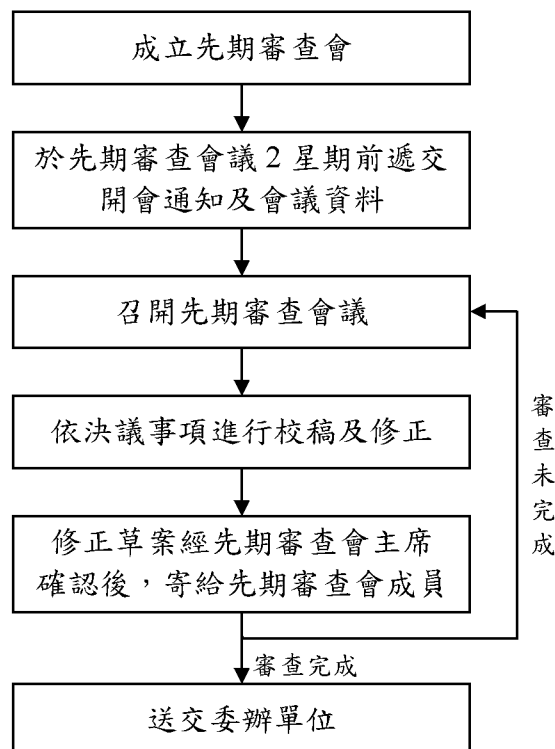 成立先期審查會
於先期審查會議2星期前遞交
開會通知及會議資料
召開先期審查會議
依決議事項進行校稿及修正
審查未完成
修正草案經先期審查會主席
確認後，寄給先期審查會成員
審查完成
送交委辦單位